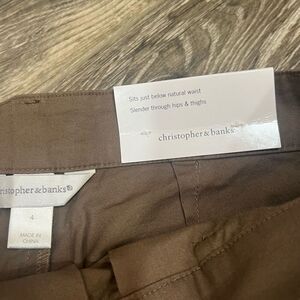 Sits just below natural waist
Slender through hips & thighs
christopher & banks®
ristopher & banks®
4
MADE IN
CHINA